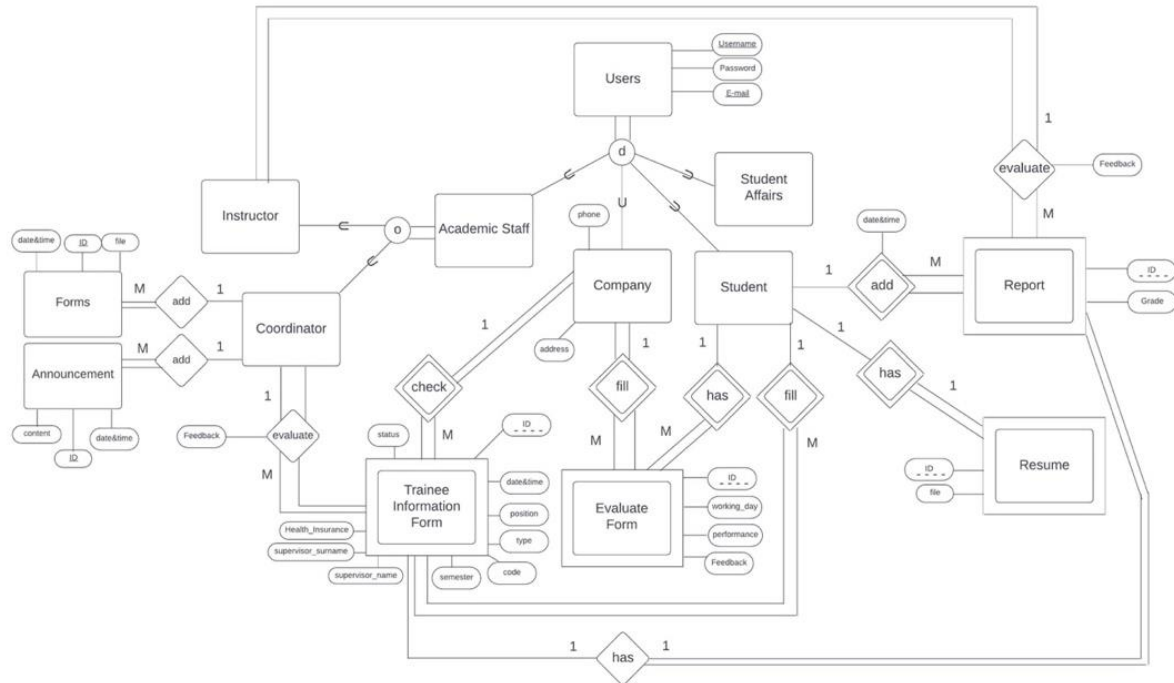 Username
Users
Password
E-mail
1
d
evaluate
Feedback
U
U
Student
Affairs
Instructor
U
o
Academic Staff
U
U
M
phone
date&time
date&time
ID
file
U
Forms
M
add
1
Coordinator
Company
Student
1
add
M
Report
ID
Grade
Announcement
M
add
1
1
address
1
1
1
1
content
date&time
ID
1
check
fill
has
fill
has
1
Feedback
evaluate
status
M
ID
M
M
M
M
Trainee
Information
Form
date&time
position
type
code
Health_Insurance
supervisor_surname
supervisor_name
semester
Evaluate
Form
ID
working_day
performance
Feedback
ID
file
Resume
1
has
1